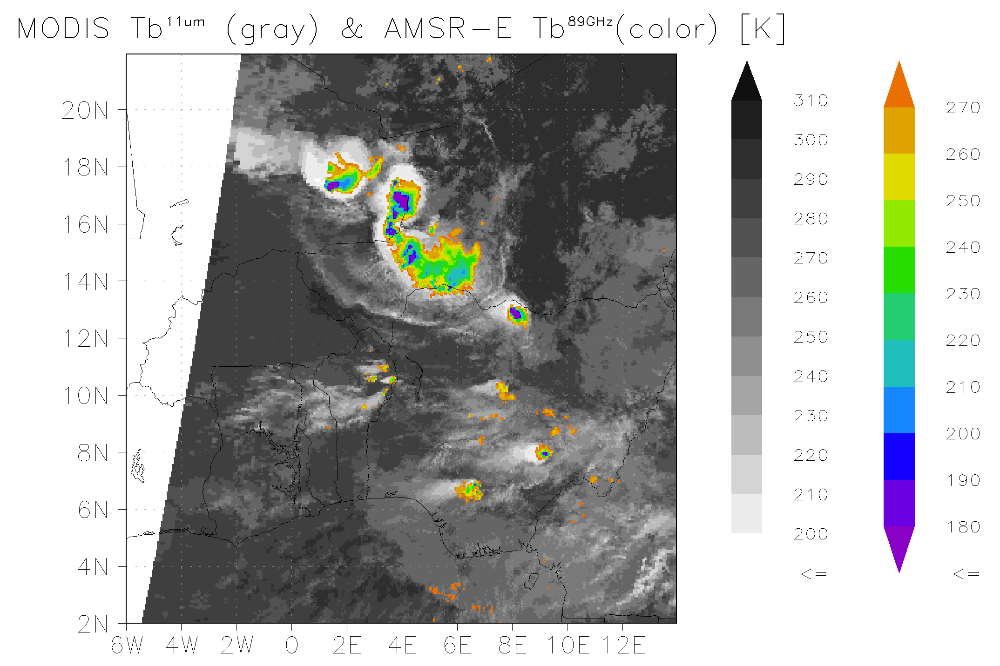 MODIS Tb11um (gray) & AMSR-E Tb89GHz(color) [K]
20N
18N
16N
14N
12N
10N
8N
6N
4N
2N
6W 4W 2W 0 2E 4E 6E 8E 10E 12E
310
300
290
280
270
260
250
240
230
220
210
200
<=
270
260
250
240
230
220
210
200
190
180
<=